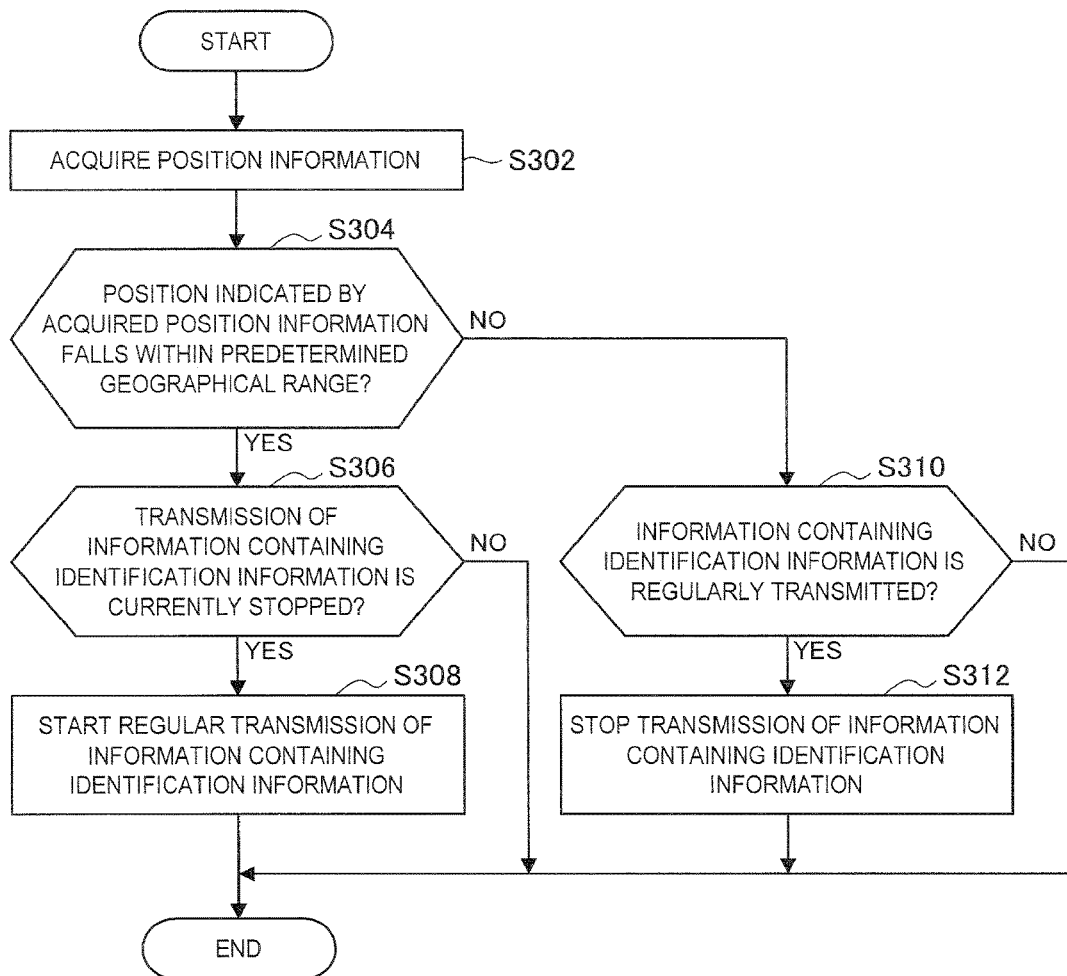 START
ACQUIRE POSITION INFORMATION
S302
S304
POSITION INDICATED BY
ACQUIRED POSITION INFORMATION
FALLS WITHIN PREDETERMINED
GEOGRAPHICAL RANGE?
NO
YES
S306
TRANSMISSION OF
INFORMATION CONTAINING
IDENTIFICATION INFORMATION IS
CURRENTLY STOPPED?
NO
YES
S308
START REGULAR TRANSMISSION OF
INFORMATION CONTAINING
IDENTIFICATION INFORMATION
S310
INFORMATION CONTAINING
IDENTIFICATION INFORMATION IS
REGULARLY TRANSMITTED?
NO
YES
S312
STOP TRANSMISSION OF INFORMATION
CONTAINING IDENTIFICATION
INFORMATION
END